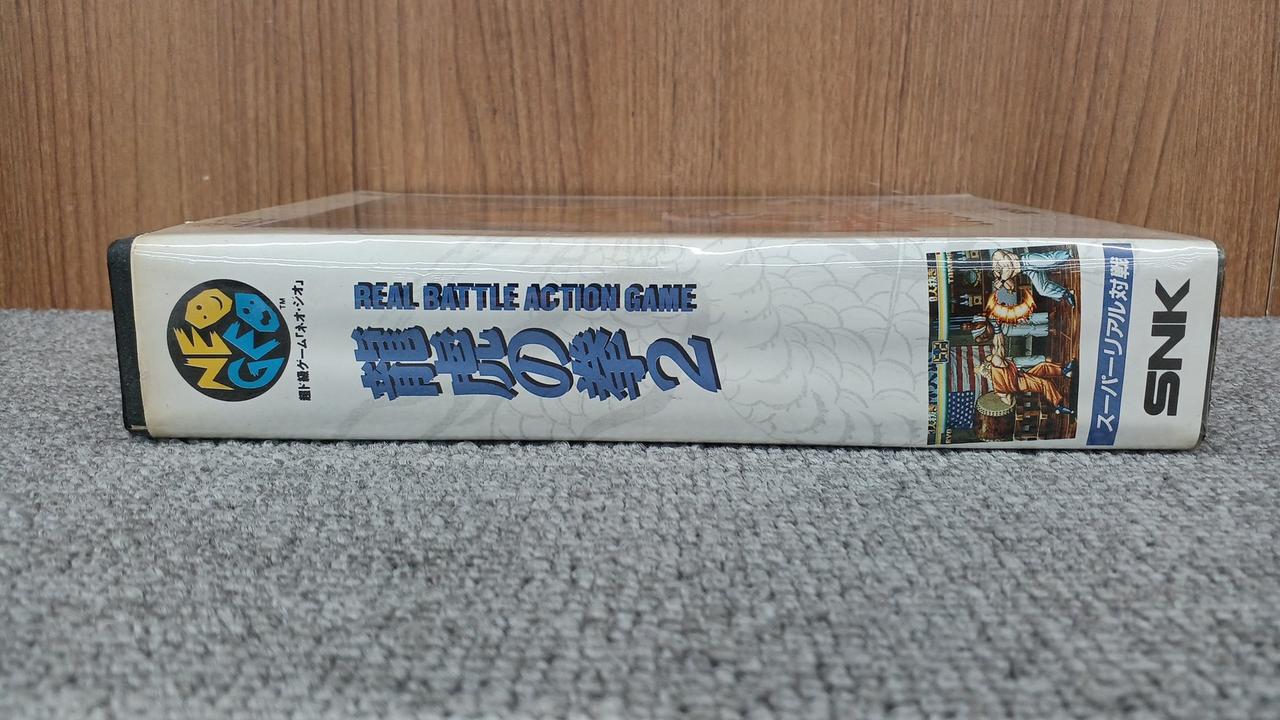 NEO
GEO
TM
超ド級ゲーム「ネオ・ジオ」
REAL BATTLE ACTION GAME
龍虎の拳2
スーパーリアル対戦
SNK